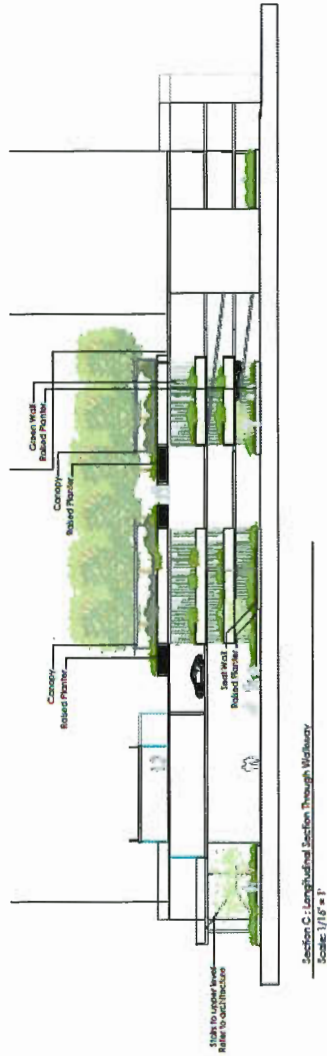 Stairs to upper level
Refer to architecture
Canopy
Raised Planter
Seat Wall
Raised Planter
Canopy
Raised Planter
Green Wall
Raised Planter
Section C : Longitudinal Section Through Walkway
Scale: 1/16" = 1'